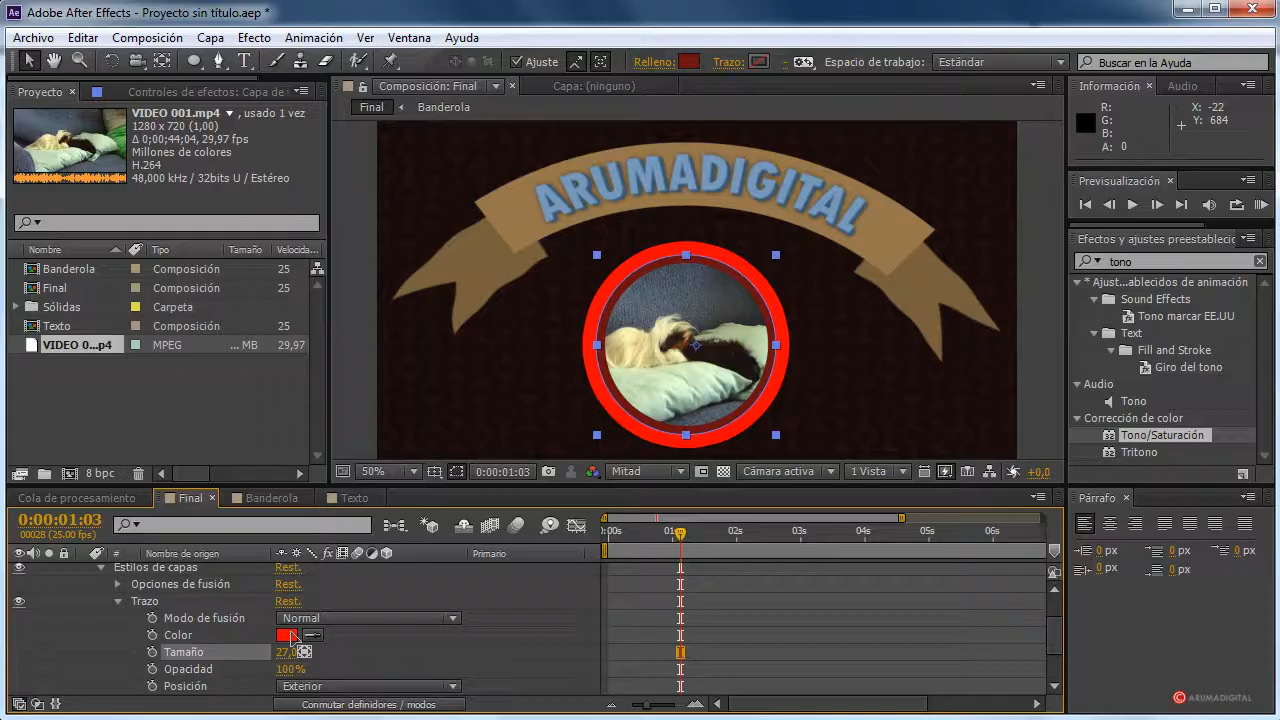 Ae Adobe After Effects - Proyecto sin título.aep *
Archivo Editar Composición Capa Efecto Animación Ver Ventana Ayuda
Ajuste Relleno: Trazo: - Espacio de trabajo: Estándar Buscar en la Ayuda
Proyecto × Controles de efectos: Capa de
VIDEO 001.mp4 , usado 1 vez
1280 x 720 (1,00)
Δ 0;00;44;04, 29,97 fps
Millones de colores
H.264
48,000 kHz / 32bits U / Estéreo
Nombre Tipo Tamaño Velocida...
Banderola Composición 25
Final Composición 25
Sólidas Carpeta
Texto Composición 25
VIDEO 0...p4 MPEG ... MB 29,97
8 bpc
Composición: Final × Capa: (ninguno)
Final Banderola
ARUMADIGITAL
50% 0:00:01:03 Mitad Cámara activa 1 Vista +0,0
Información × Audio
R: X: -22
G: Y: 684
B:
A: 0
Previsualización ×
Efectos y ajustes preestableci
tono
* Ajust...ablecidos de animación
Sound Effects
Tono marcar EE.UU
Text
Fill and Stroke
Giro del tono
Audio
Tono
Corrección de color
Tono/Saturación
Tritono
Cola de procesamiento Final × Banderola Texto
0:00:01:03
00028 (25.00 fps)
# Nombre de origen fx Primario
:00s 01 02s 03s 04s 05s 06s
Estilos de capas Rest.
Opciones de fusión Rest.
Trazo Rest.
Modo de fusión Normal
Color
Tamaño 27,0
Opacidad 100%
Posición Exterior
Conmutar definidores / modos
Párrafo ×
0 px 0 px 0 px
0 px 0 px
© ARUMADIGITAL